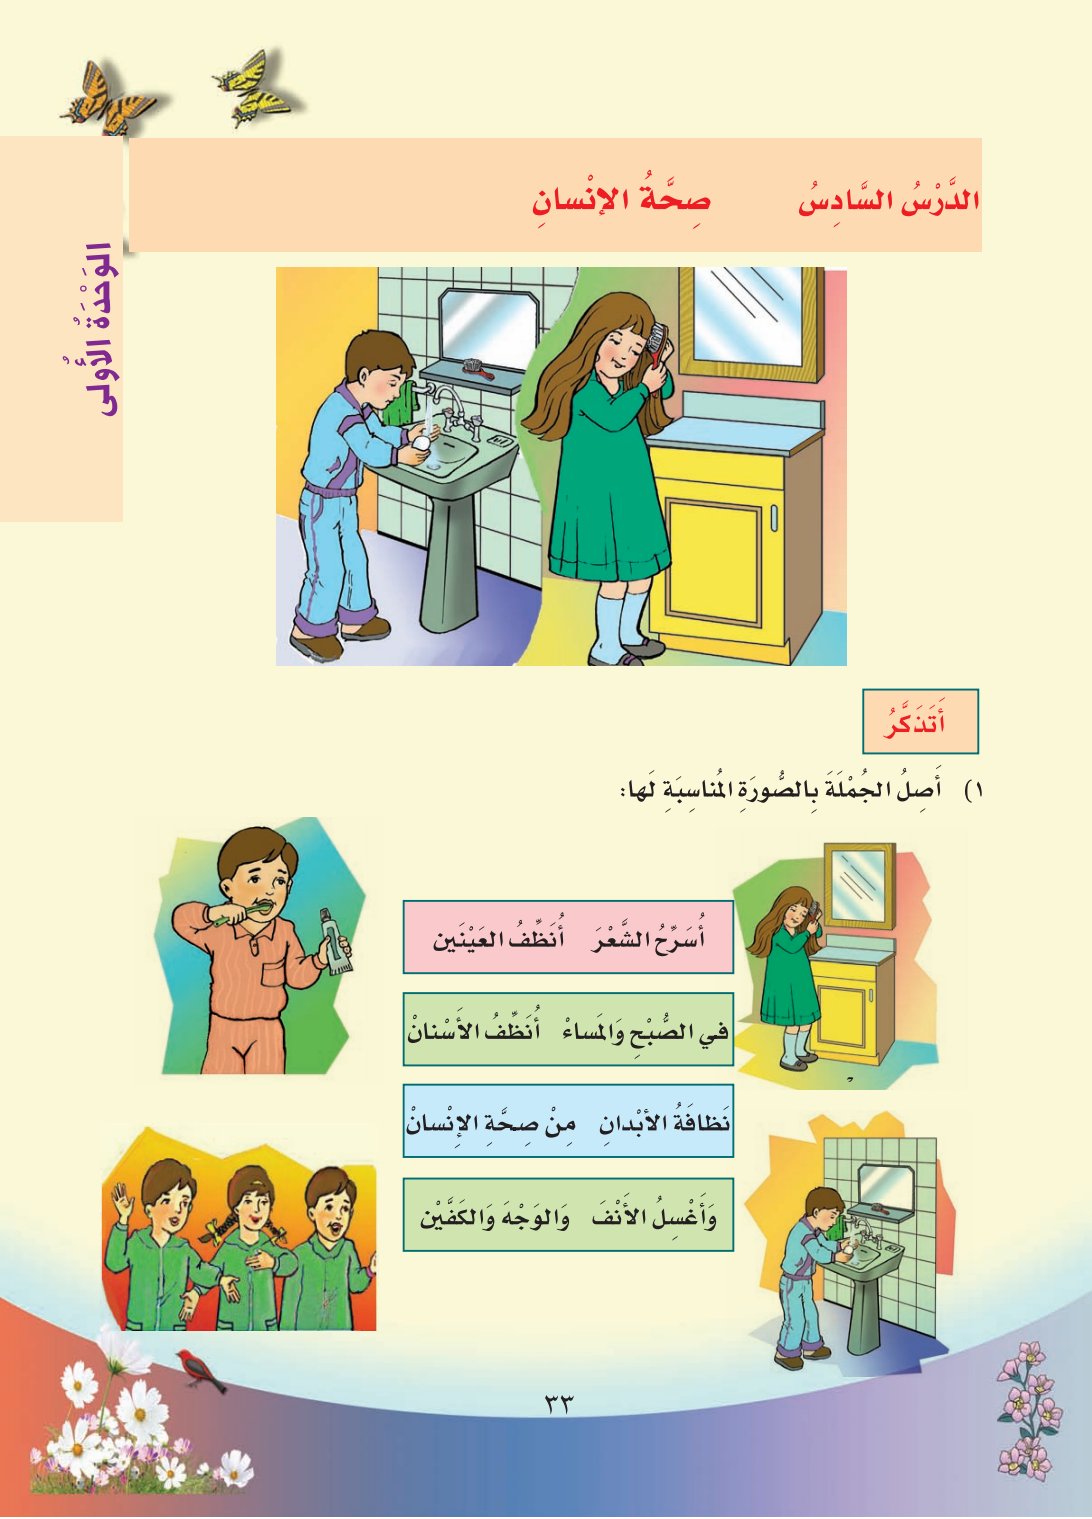 الدَّرْسُ السَّادِسُ صِحَّةُ الإنْسانِ
الوَحْدَةُ الأُولى
أَتَذَكَّرُ
١) أَصِلُ الجُمْلَةَ بِالصُّورَةِ المُناسِبَةِ لَها:
أُسَرِّحُ الشَّعْرَ أُنَظِّفُ العَيْنَين
في الصُّبْحِ وَالمَساءْ أُنَظِّفُ الأَسْنانْ
نَظافَةُ الأبْدانِ مِنْ صِحَّةِ الإِنْسانْ
وَأَغْسِلُ الأَنْفَ وَالوَجْهَ وَالكَفَّيْن
٣٣